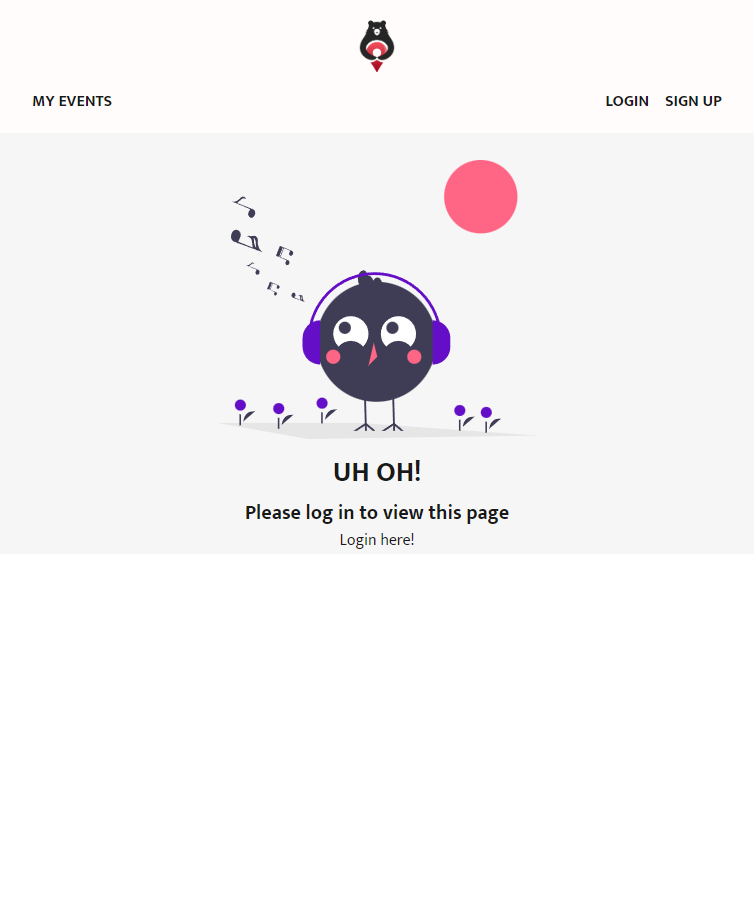 MY EVENTS
LOGIN SIGN UP
UH OH!
Please log in to view this page
Login here!